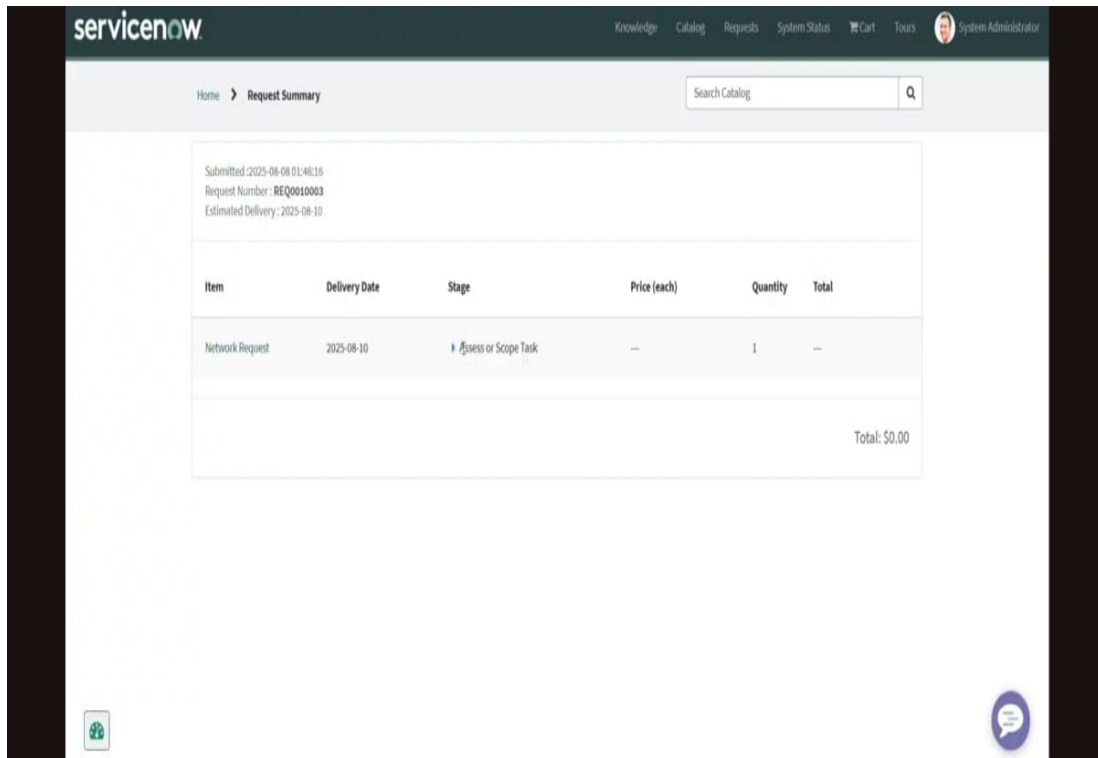 servicenow.
Knowledge Catalog Requests System Status Cart Tours System Administrator
Home Request Summary
Search Catalog
Submitted :2025-08-08 01:46:16
Request Number : REQ0010003
Estimated Delivery : 2025-08-10
Item Delivery Date Stage Price (each) Quantity Total
Network Request 2025-08-10 Assess or Scope Task --- 1 ---
Total: $0.00